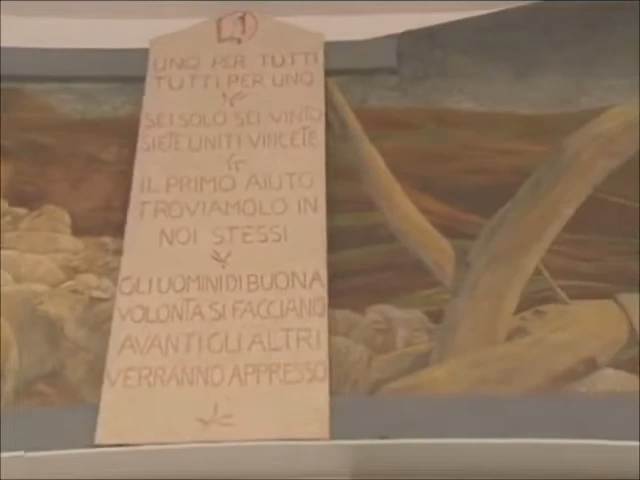 UNO PER TUTTI
TUTTI PER UNO
SEI SOLO SEI VINTO
SIETE UNITI VINCETE
IL PRIMO AIUTO
TROVIAMOLO IN
NOI STESSI
GLI UOMINI DI BUONA
VOLONTA SI FACCIANO
AVANTI GLI ALTRI
VERRANNO APPRESSO